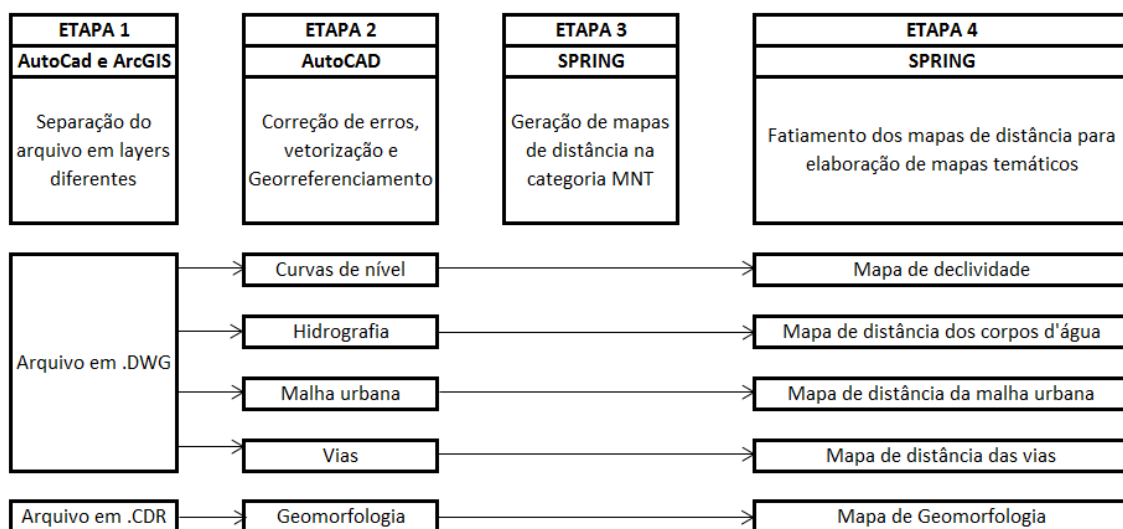 ETAPA 1
AutoCad e ArcGIS
Separação do
arquivo em layers
diferentes
ETAPA 2
AutoCAD
Correção de erros,
vetorização e
Georreferenciamento
ETAPA 3
SPRING
Geração de mapas
de distância na
categoria MNT
ETAPA 4
SPRING
Fatiamento dos mapas de distância para
elaboração de mapas temáticos
Arquivo em .DWG
Curvas de nível
Mapa de declividade
Hidrografia
Mapa de distância dos corpos d'água
Malha urbana
Mapa de distância da malha urbana
Vias
Mapa de distância das vias
Arquivo em .CDR
Geomorfologia
Mapa de Geomorfologia